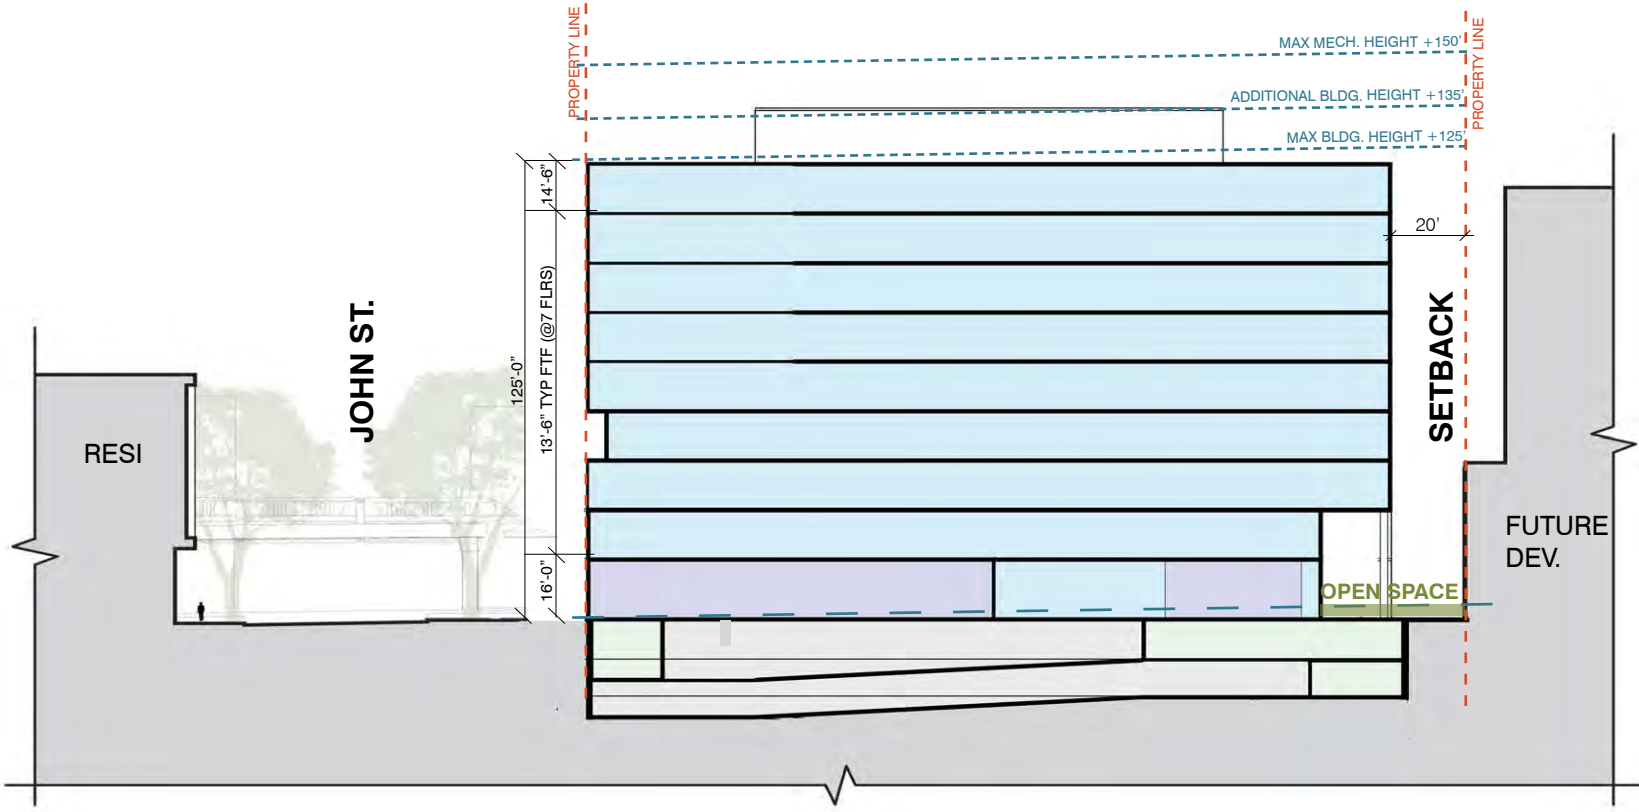 PROPERTY LINE
MAX MECH. HEIGHT +150'
PROPERTY LINE
ADDITIONAL BLDG. HEIGHT +135'
MAX BLDG. HEIGHT +125'
14'-6"
20'
JOHN ST.
125'-0"
13'-6" TYP FTF (@7 FLRS)
SETBACK
RESI
FUTURE
DEV.
16'-0"
OPEN SPACE